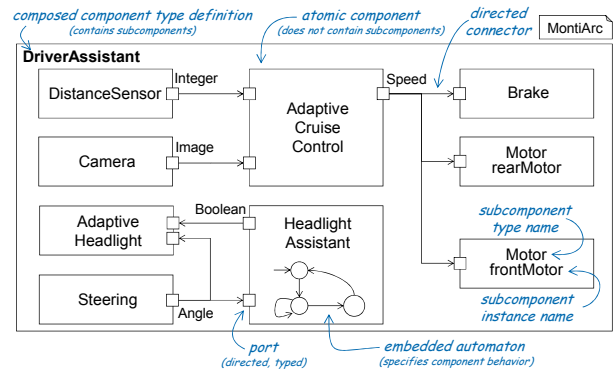 composed component type definition
(contains subcomponents)
atomic component
(does not contain subcomponents)
directed
connector
MontiArc
DriverAssistant
DistanceSensor
Integer
Adaptive
Cruise
Control
Speed
Brake
Camera
Image
Motor
rearMotor
Adaptive
Headlight
Boolean
Headlight
Assistant
subcomponent
type name
Motor
frontMotor
Steering
Angle
subcomponent
instance name
port
(directed, typed)
embedded automaton
(specifies component behavior)